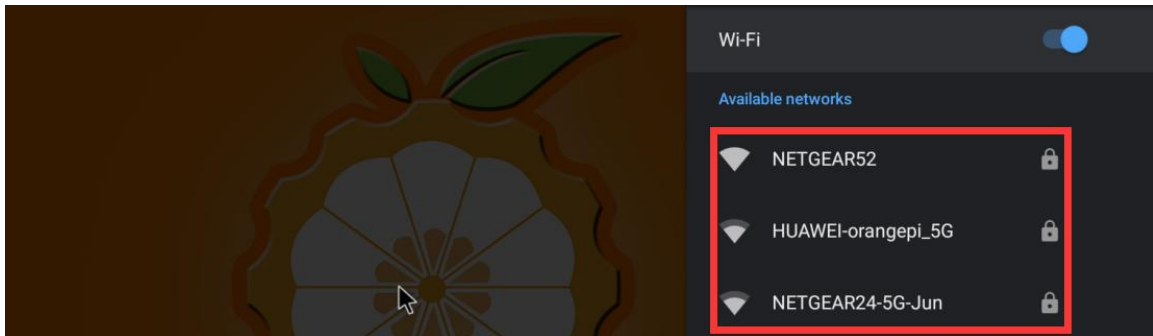 Wi-Fi
Available networks
NETGEAR52
HUAWEI-orangepi_5G
NETGEAR24-5G-Jun